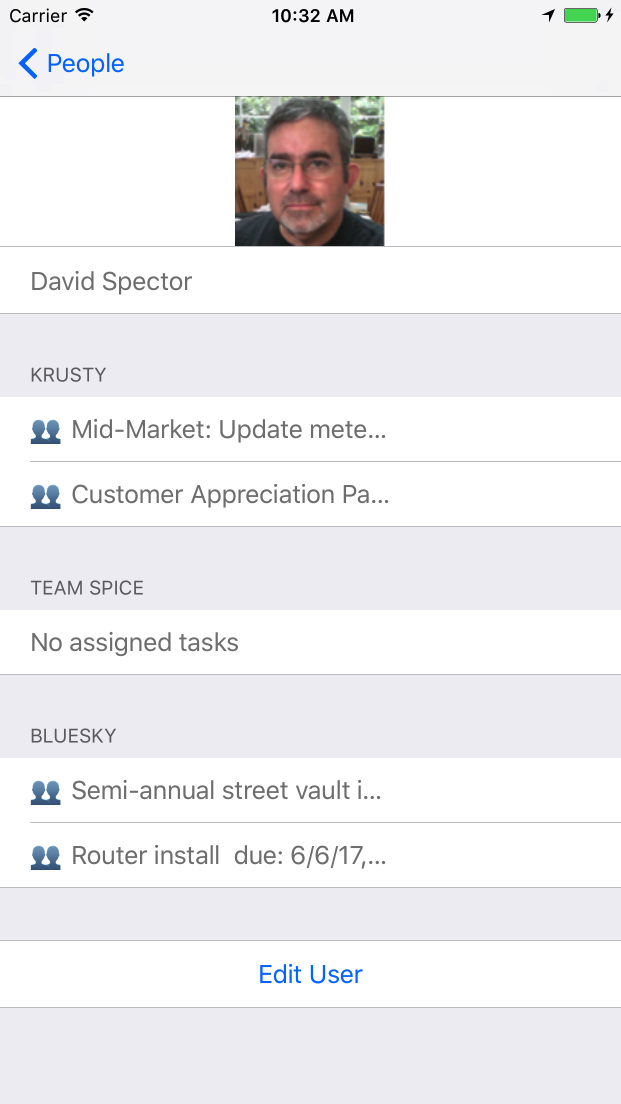 Carrier 10:32 AM
People
David Spector
KRUSTY
Mid-Market: Update mete...
Customer Appreciation Pa...
TEAM SPICE
No assigned tasks
BLUESKY
Semi-annual street vault i...
Router install  due: 6/6/17,...
Edit User